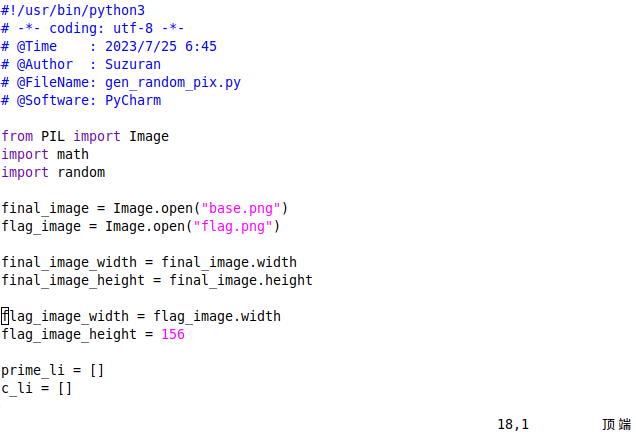 #!/usr/bin/python3
# -*- coding: utf-8 -*-
# @Time    : 2023/7/25 6:45
# @Author  : Suzuran
# @FileName: gen_random_pix.py
# @Software: PyCharm
from PIL import Image
import math
import random
final_image = Image.open("base.png")
flag_image = Image.open("flag.png")
final_image_width = final_image.width
final_image_height = final_image.height
flag_image_width = flag_image.width
flag_image_height = 156
prime_li = []
c_li = []
18,1 顶端